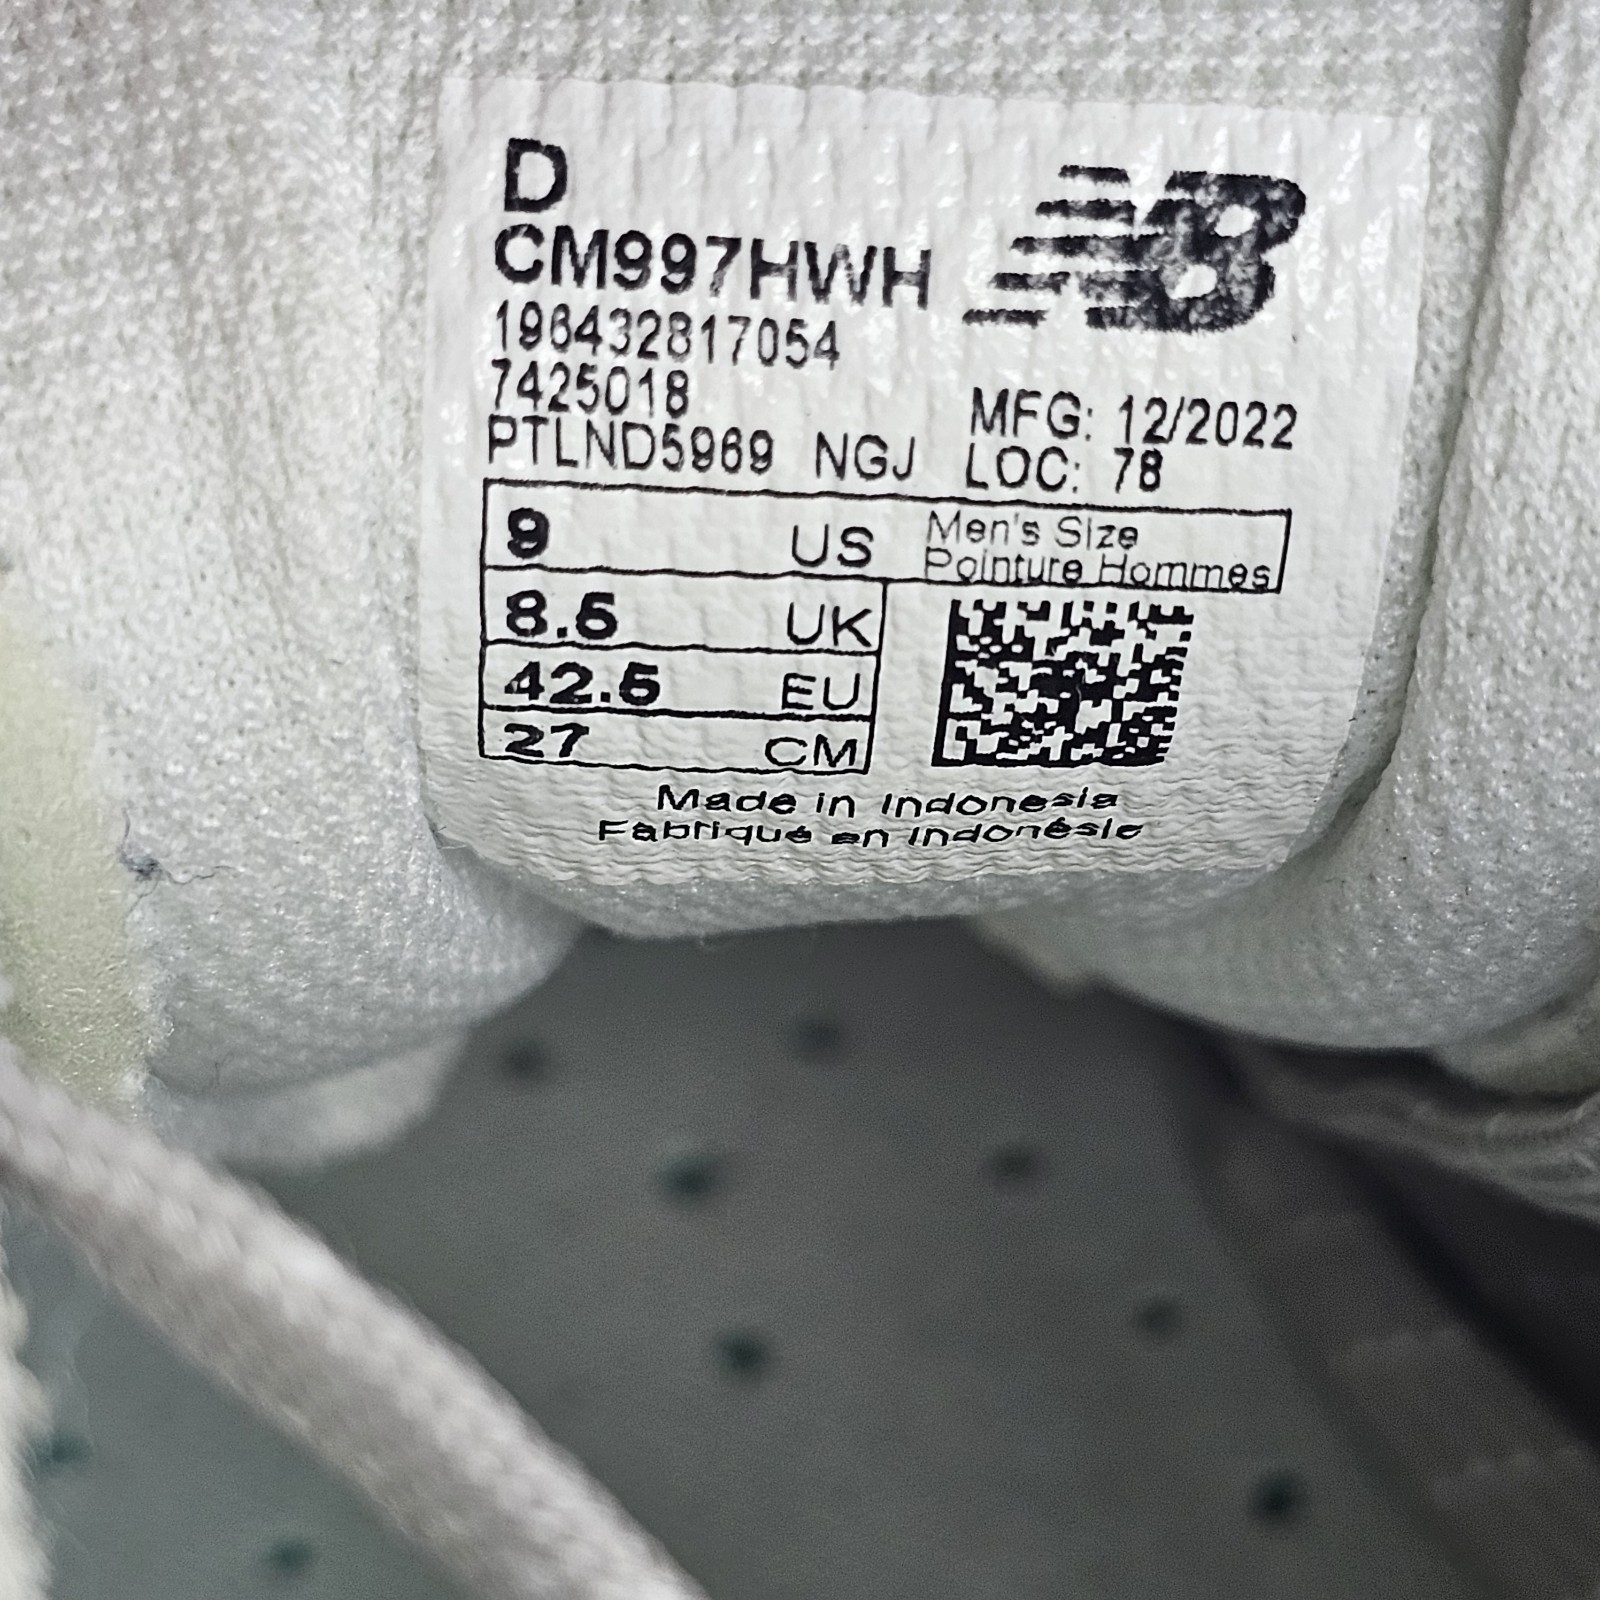 D
CM997HWH
NB
196432817054
7425018
PTLND5969 NGJ
MFG: 12/2022
LOC: 78
9 US Men's Size
Pointure Hommes
8.5 UK
42.5 EU
27 CM
Made in Indonesia
Fabriqué en Indonésie